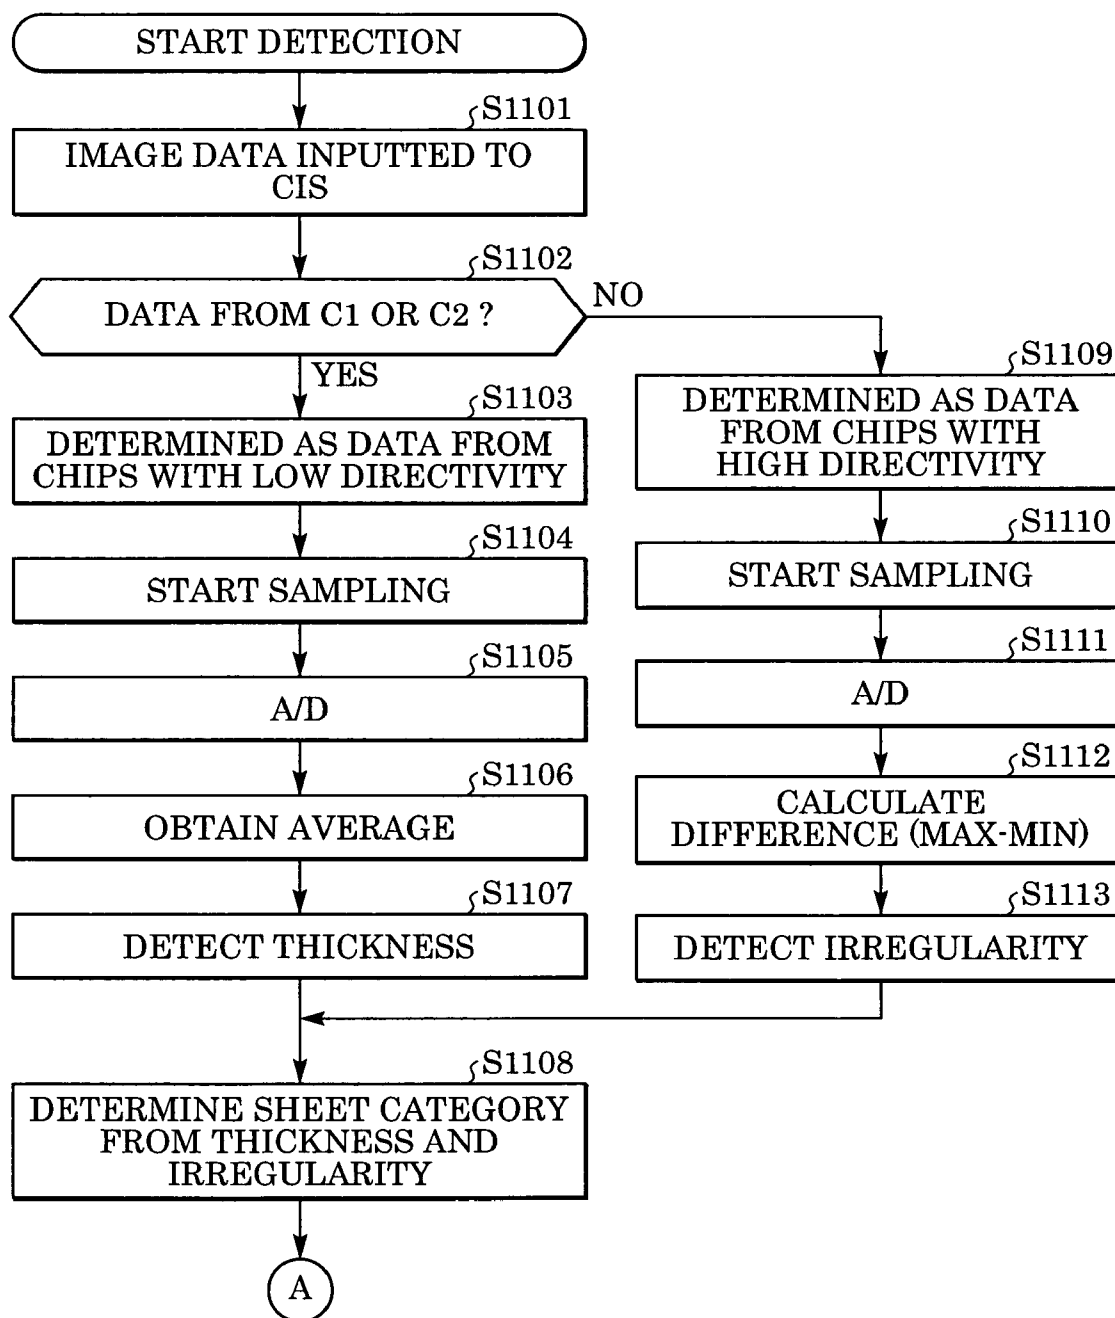 START DETECTION
S1101
IMAGE DATA INPUTTED TO
CIS
S1102
DATA FROM C1 OR C2 ?
NO
YES
S1103
DETERMINED AS DATA FROM
CHIPS WITH LOW DIRECTIVITY
S1104
START SAMPLING
S1105
A/D
S1106
OBTAIN AVERAGE
S1107
DETECT THICKNESS
S1109
DETERMINED AS DATA
FROM CHIPS WITH
HIGH DIRECTIVITY
S1110
START SAMPLING
S1111
A/D
S1112
CALCULATE
DIFFERENCE (MAX-MIN)
S1113
DETECT IRREGULARITY
S1108
DETERMINE SHEET CATEGORY
FROM THICKNESS AND
IRREGULARITY
A